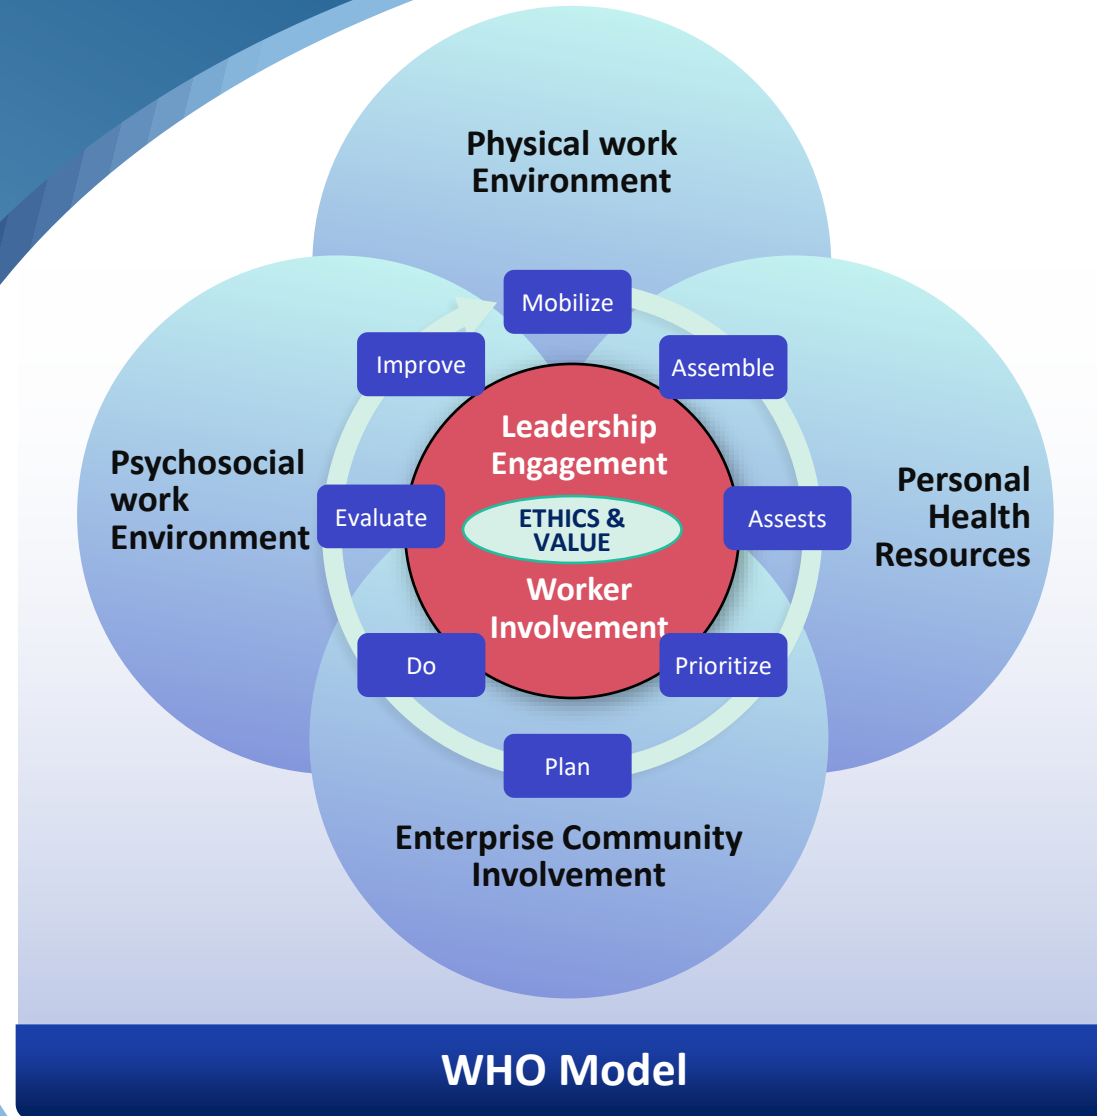 Physical work
Environment
Mobilize
Improve
Assemble
Leadership
Engagement
Psychosocial
work
Environment
Personal
Health
Resources
Evaluate
ETHICS &
VALUE
Assests
Worker
Involvement
Do
Prioritize
Plan
Enterprise Community
Involvement
WHO Model